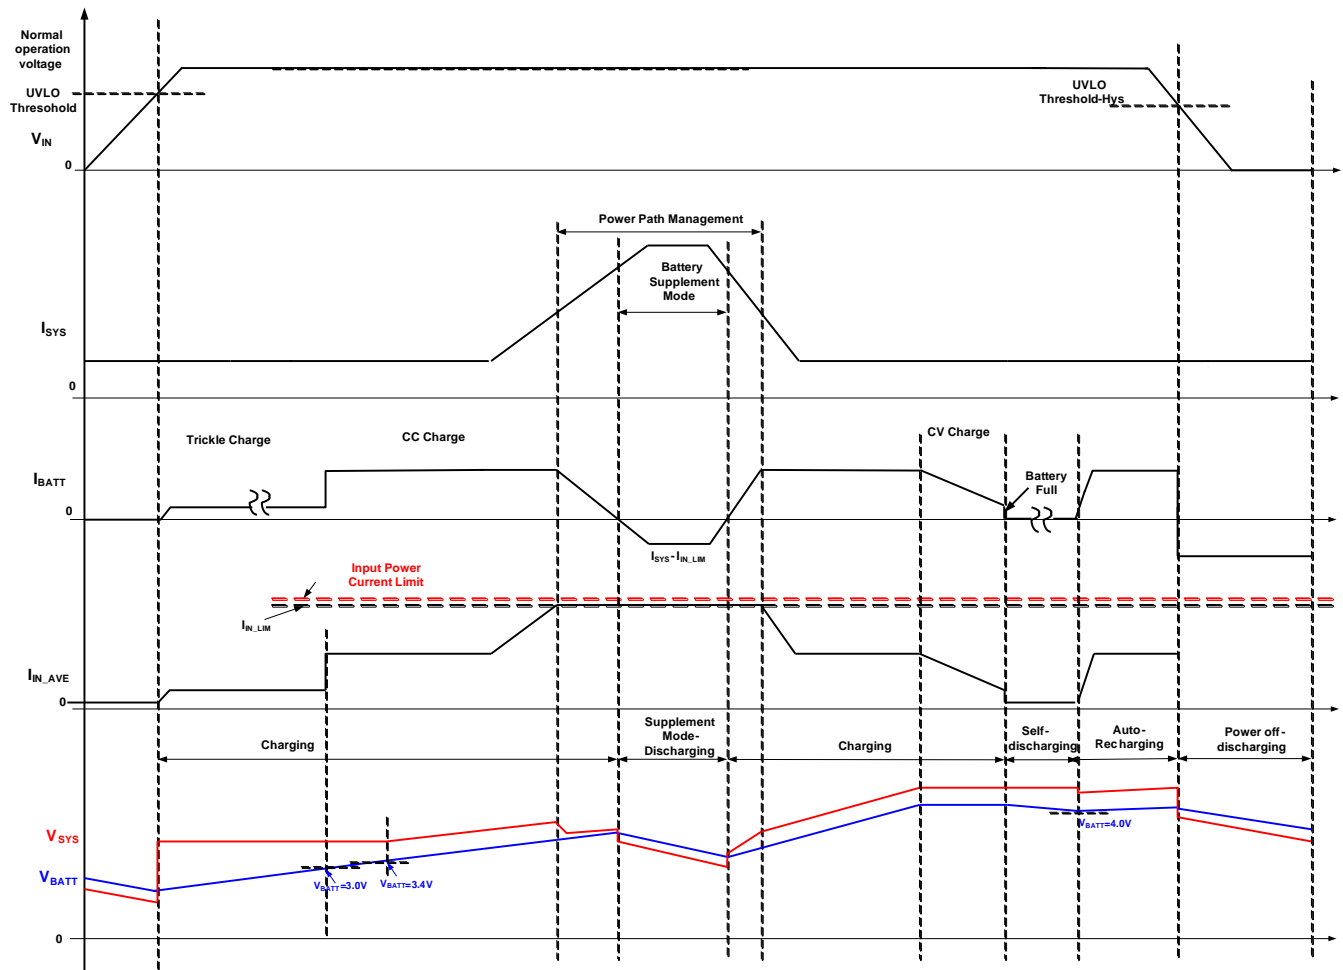 Normal
operation
voltage
UVLO
Thresohold
UVLO
Threshold-Hys
VIN
0
Power Path Management
Battery
Supplement
Mode
ISYS
0
Trickle Charge
CC Charge
CV Charge
Battery
Full
IBATT
0
ISYS-IIN_LIM
Input Power
Current Limit
IIN_LIM
IIN_AVE
0
Charging
Supplement
Mode-
Discharging
Charging
Self-
discharging
Auto-
Recharging
Power off-
discharging
VSYS
VBATT=4.0V
VBATT
VBATT=3.0V
VBATT=3.4V
0